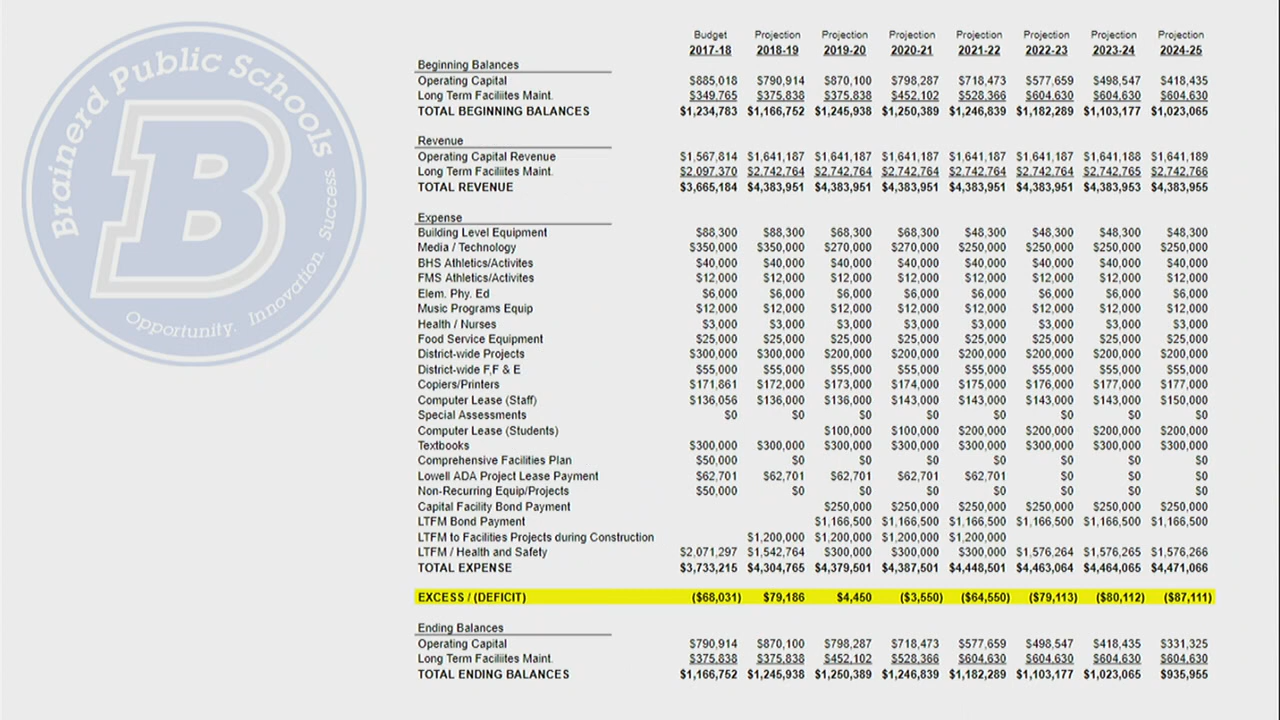 Brainerd Public Schools
B
Opportunity. Innovation. Success.
Budget Projection Projection Projection Projection Projection Projection Projection
2017-18 2018-19 2019-20 2020-21 2021-22 2022-23 2023-24 2024-25
Beginning Balances
Operating Capital $885,018 $790,914 $870,100 $798,287 $718,473 $577,659 $498,547 $418,435
Long Term Faciliites Maint. $349,765 $375,838 $375,838 $452,102 $528,366 $604,630 $604,630 $604,630
TOTAL BEGINNING BALANCES $1,234,783 $1,166,752 $1,245,938 $1,250,389 $1,246,839 $1,182,289 $1,103,177 $1,023,065
Revenue
Operating Capital Revenue $1,567,814 $1,641,187 $1,641,187 $1,641,187 $1,641,187 $1,641,187 $1,641,188 $1,641,189
Long Term Faciliites Maint. $2,097,370 $2,742,764 $2,742,764 $2,742,764 $2,742,764 $2,742,764 $2,742,765 $2,742,766
TOTAL REVENUE $3,665,184 $4,383,951 $4,383,951 $4,383,951 $4,383,951 $4,383,951 $4,383,953 $4,383,955
Expense
Building Level Equipment $88,300 $88,300 $68,300 $68,300 $48,300 $48,300 $48,300 $48,300
Media / Technology $350,000 $350,000 $270,000 $270,000 $250,000 $250,000 $250,000 $250,000
BHS Athletics/Activites $40,000 $40,000 $40,000 $40,000 $40,000 $40,000 $40,000 $40,000
FMS Athletics/Activites $12,000 $12,000 $12,000 $12,000 $12,000 $12,000 $12,000 $12,000
Elem. Phy. Ed $6,000 $6,000 $6,000 $6,000 $6,000 $6,000 $6,000 $6,000
Music Programs Equip $12,000 $12,000 $12,000 $12,000 $12,000 $12,000 $12,000 $12,000
Health / Nurses $3,000 $3,000 $3,000 $3,000 $3,000 $3,000 $3,000 $3,000
Food Service Equipment $25,000 $25,000 $25,000 $25,000 $25,000 $25,000 $25,000 $25,000
District-wide Projects $300,000 $300,000 $200,000 $200,000 $200,000 $200,000 $200,000 $200,000
District-wide F,F & E $55,000 $55,000 $55,000 $55,000 $55,000 $55,000 $55,000 $55,000
Copiers/Printers $171,861 $172,000 $173,000 $174,000 $175,000 $176,000 $177,000 $177,000
Computer Lease (Staff) $136,056 $136,000 $136,000 $143,000 $143,000 $143,000 $143,000 $150,000
Special Assessments $0 $0 $0 $0 $0 $0 $0 $0
Computer Lease (Students) $100,000 $100,000 $200,000 $200,000 $200,000 $200,000
Textbooks $300,000 $300,000 $300,000 $300,000 $300,000 $300,000 $300,000 $300,000
Comprehensive Facilities Plan $50,000 $0 $0 $0 $0 $0 $0 $0
Lowell ADA Project Lease Payment $62,701 $62,701 $62,701 $62,701 $62,701 $0 $0 $0
Non-Recurring Equip/Projects $50,000 $0 $0 $0 $0 $0 $0 $0
Capital Facility Bond Payment $250,000 $250,000 $250,000 $250,000 $250,000 $250,000
LTFM Bond Payment $1,166,500 $1,166,500 $1,166,500 $1,166,500 $1,166,500 $1,166,500
LTFM to Facilities Projects during Construction $1,200,000 $1,200,000 $1,200,000 $1,200,000
LTFM / Health and Safety $2,071,297 $1,542,764 $300,000 $300,000 $300,000 $1,576,264 $1,576,265 $1,576,266
TOTAL EXPENSE $3,733,215 $4,304,765 $4,379,501 $4,387,501 $4,448,501 $4,463,064 $4,464,065 $4,471,066
EXCESS / (DEFICIT) ($68,031) $79,186 $4,450 ($3,550) ($64,550) ($79,113) ($80,112) ($87,111)
Ending Balances
Operating Capital $790,914 $870,100 $798,287 $718,473 $577,659 $498,547 $418,435 $331,325
Long Term Faciliites Maint. $375,838 $375,838 $452,102 $528,366 $604,630 $604,630 $604,630 $604,630
TOTAL ENDING BALANCES $1,166,752 $1,245,938 $1,250,389 $1,246,839 $1,182,289 $1,103,177 $1,023,065 $935,955